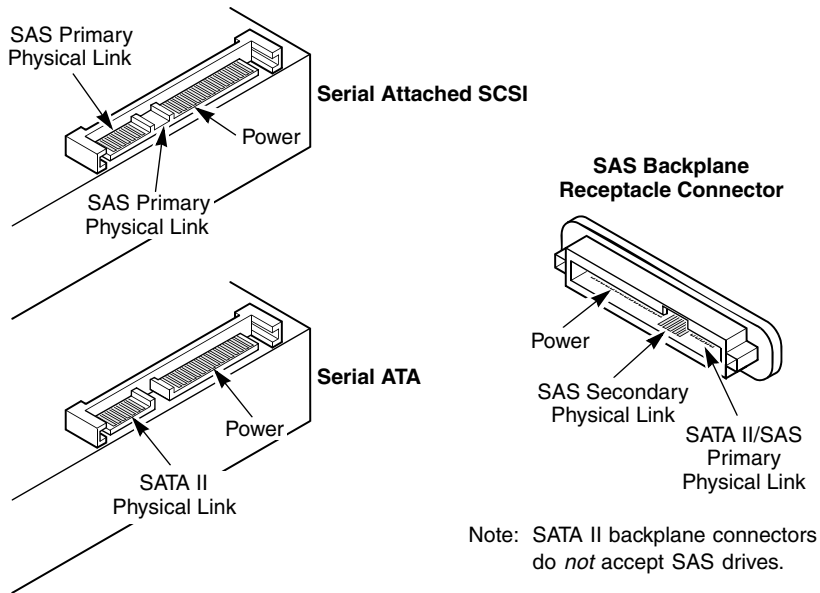 SAS Primary
Physical Link
Serial Attached SCSI
Power
SAS Primary
Physical Link
SAS Backplane
Receptacle Connector
Power
SAS Secondary
Physical Link
SATA II/SAS
Primary
Physical Link
Serial ATA
Power
SATA II
Physical Link
Note: SATA II backplane connectors
do not accept SAS drives.